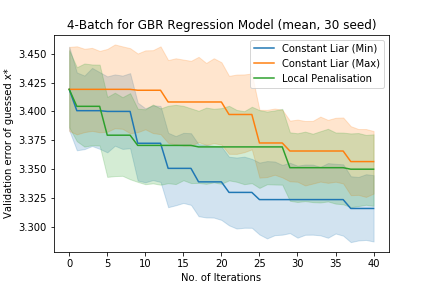 4-Batch for GBR Regression Model (mean, 30 seed)
Validation error of guessed x*
3.450
3.425
3.400
3.375
3.350
3.325
3.300
Constant Liar (Min)
Constant Liar (Max)
Local Penalisation
0 5 10 15 20 25 30 35 40
No. of Iterations